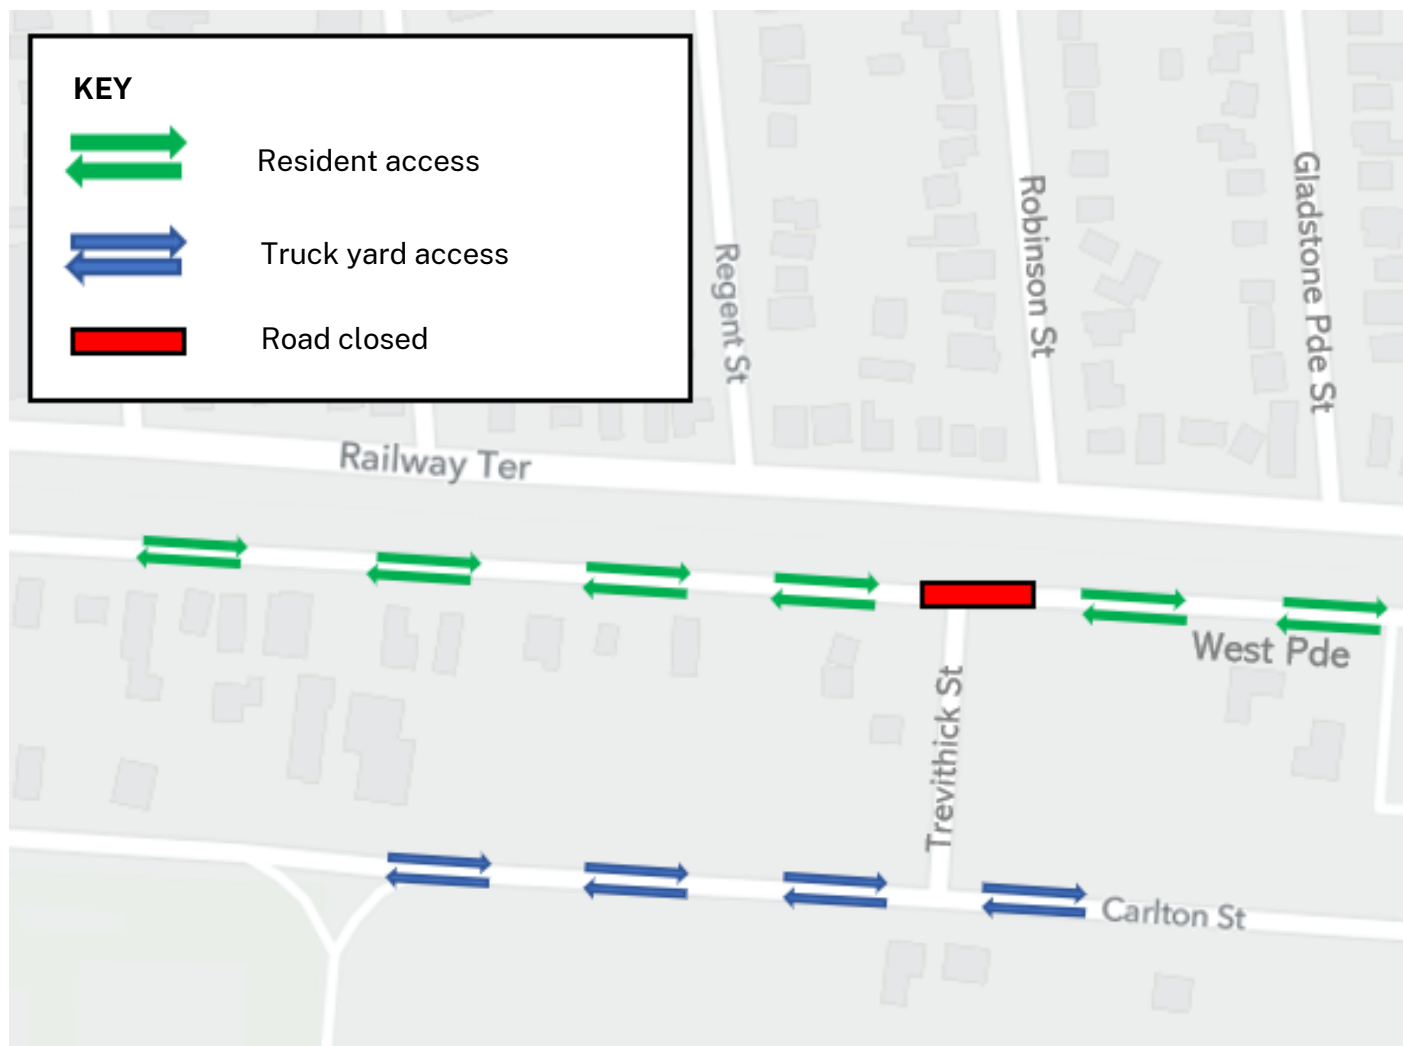 KEY
Resident access
Truck yard access
Road closed
Regent St
Robinson St
Gladstone Pde St
Railway Ter
West Pde
Trevithick St
Carlton St